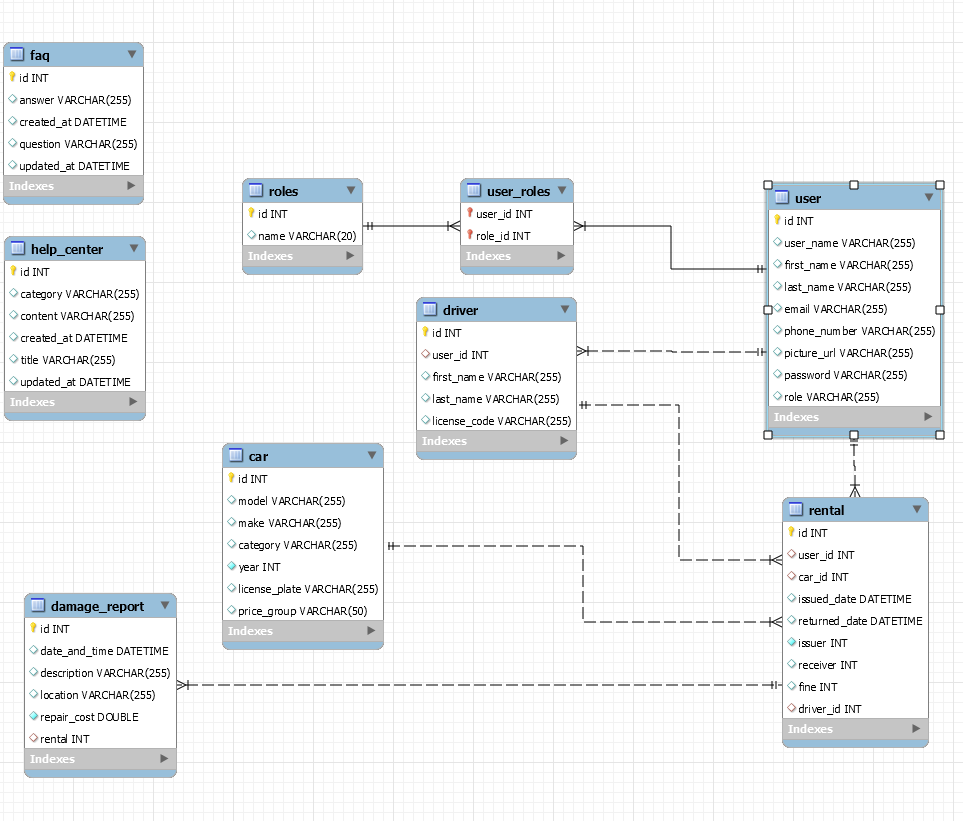 faq
id INT
answer VARCHAR(255)
created_at DATETIME
question VARCHAR(255)
updated_at DATETIME
Indexes
help_center
id INT
category VARCHAR(255)
content VARCHAR(255)
created_at DATETIME
title VARCHAR(255)
updated_at DATETIME
Indexes
roles
id INT
name VARCHAR(20)
Indexes
user_roles
user_id INT
role_id INT
Indexes
user
id INT
user_name VARCHAR(255)
first_name VARCHAR(255)
last_name VARCHAR(255)
email VARCHAR(255)
phone_number VARCHAR(255)
picture_url VARCHAR(255)
password VARCHAR(255)
role VARCHAR(255)
Indexes
driver
id INT
user_id INT
first_name VARCHAR(255)
last_name VARCHAR(255)
license_code VARCHAR(255)
Indexes
car
id INT
model VARCHAR(255)
make VARCHAR(255)
category VARCHAR(255)
year INT
license_plate VARCHAR(255)
price_group VARCHAR(50)
Indexes
rental
id INT
user_id INT
car_id INT
issued_date DATETIME
returned_date DATETIME
issuer INT
receiver INT
fine INT
driver_id INT
Indexes
damage_report
id INT
date_and_time DATETIME
description VARCHAR(255)
location VARCHAR(255)
repair_cost DOUBLE
rental INT
Indexes